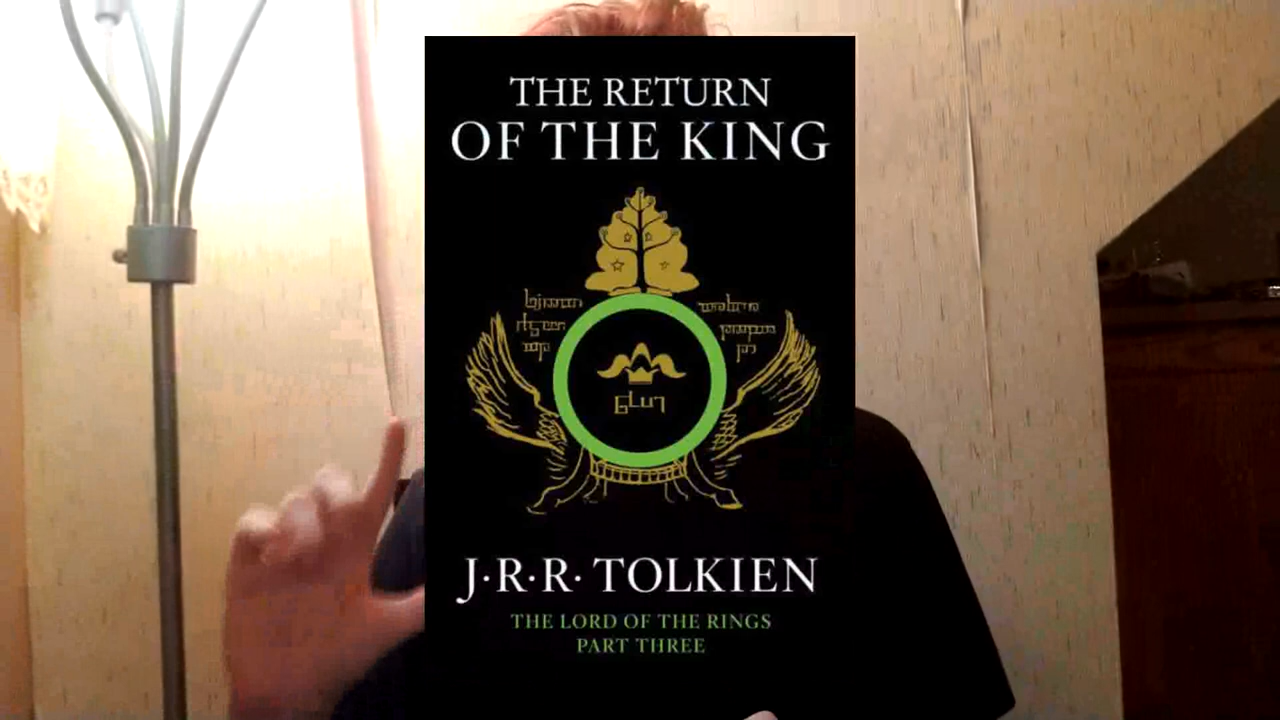 THE RETURN
OF THE KING
J·R·R· TOLKIEN
THE LORD OF THE RINGS
PART THREE